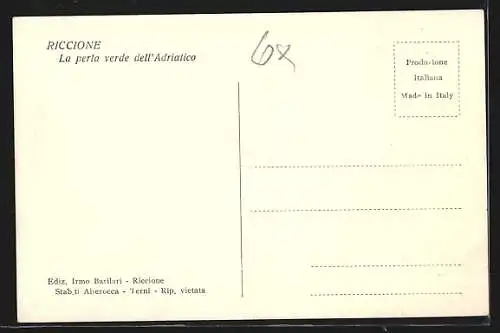 RICCIONE
La perla verde dell'Adriatico
6x
Produzione
Italiana
Made in Italy
Ediz. Irmo Barilari - Riccione
Stab.ti Alterocca - Terni - Rip. vietata